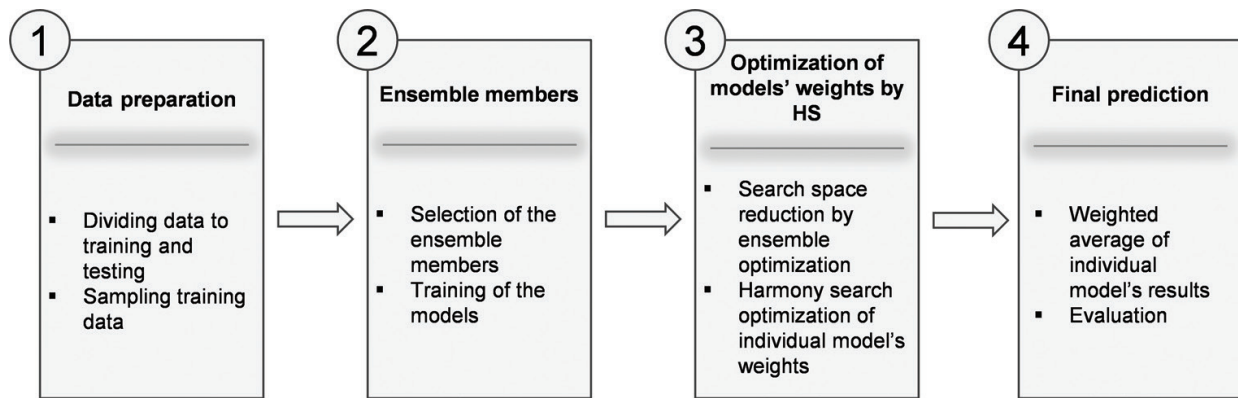 1
Data preparation
▪ Dividing data to
training and
testing
▪ Sampling training
data
2
Ensemble members
▪ Selection of the
ensemble
members
▪ Training of the
models
3
Optimization of
models’ weights by
HS
▪ Search space
reduction by
ensemble
optimization
▪ Harmony search
optimization of
individual model’s
weights
4
Final prediction
▪ Weighted
average of
individual
model’s results
▪ Evaluation